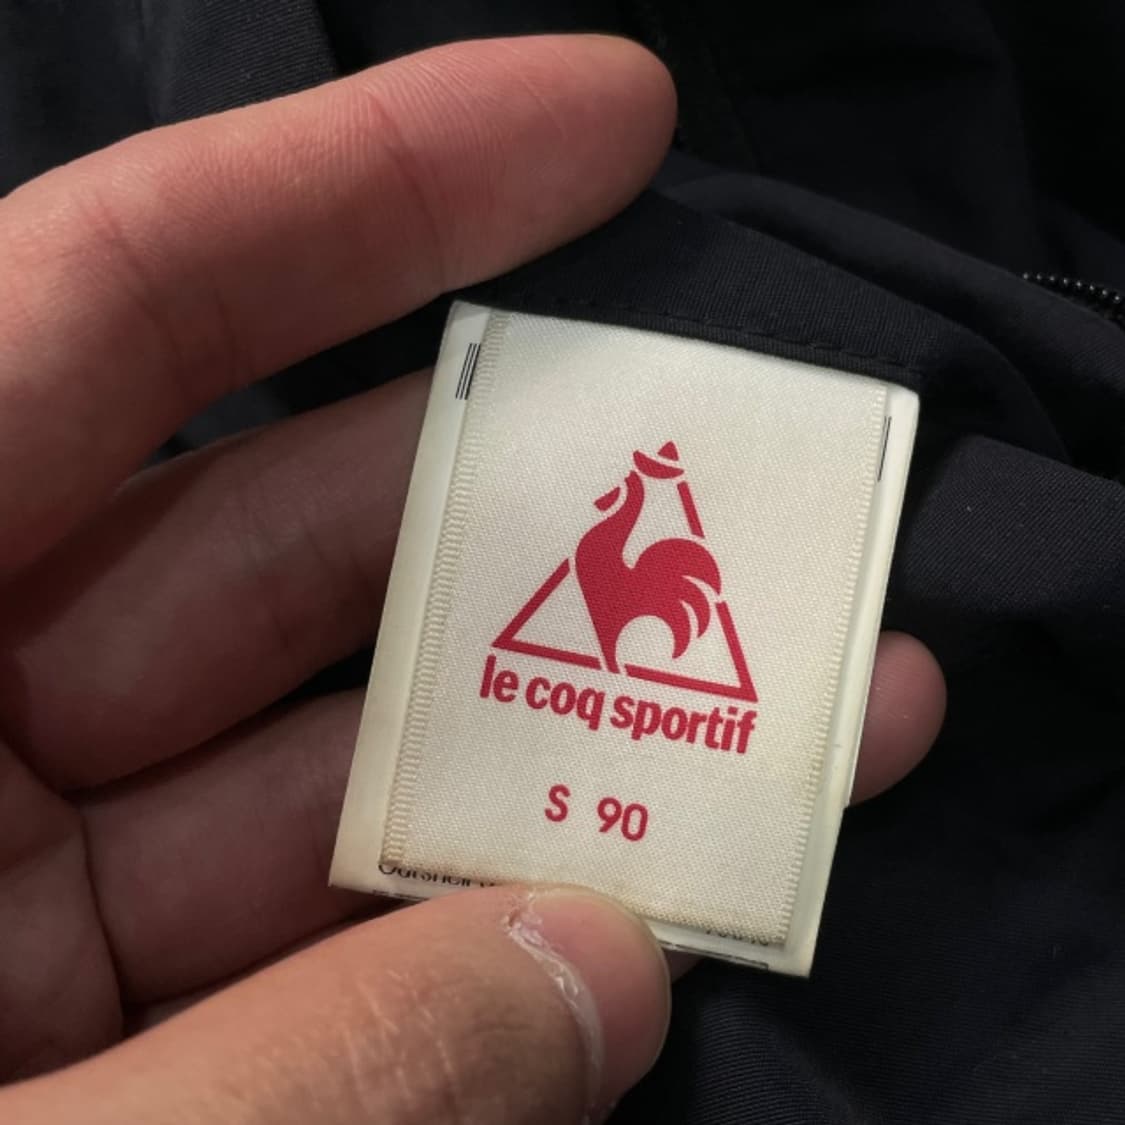 le coq sportif
S 90